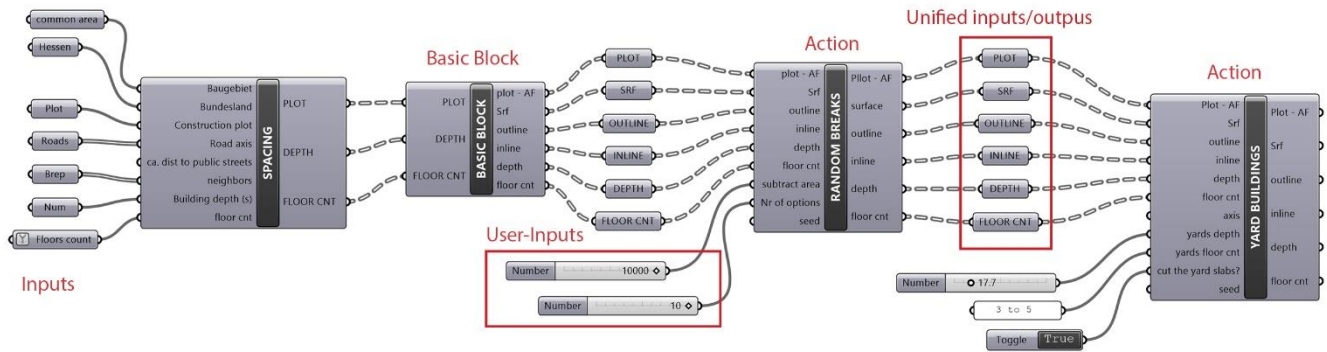 common area
Hessen
Plot
Roads
Brep
Num
Floors count
Inputs
Baugebiet
Bundesland
Construction plot
Road axis
ca. dist to public streets
neighbors
Building depth (s)
floor cnt
SPACING
PLOT
DEPTH
FLOOR CNT
Basic Block
PLOT
DEPTH
FLOOR CNT
BASIC BLOCK
plot - AF
Srf
outline
inline
depth
floor cnt
PLOT
SRF
OUTLINE
INLINE
DEPTH
FLOOR CNT
User-Inputs
Number 10000
Number 10
Action
plot - AF
Srf
outline
inline
depth
floor cnt
subtract area
Nr of options
seed
RANDOM BREAKS
Pllot - AF
surface
outline
inline
depth
floor cnt
Unified inputs/outpus
PLOT
SRF
OUTLINE
INLINE
DEPTH
FLOOR CNT
Number 17.7
3 to 5
Toggle True
Action
Plot - AF
Srf
outline
inline
depth
floor cnt
axis
yards depth
yards floor cnt
cut the yard slabs?
seed
YARD BUILDINGS
Plot - AF
Srf
outline
inline
depth
floor cnt